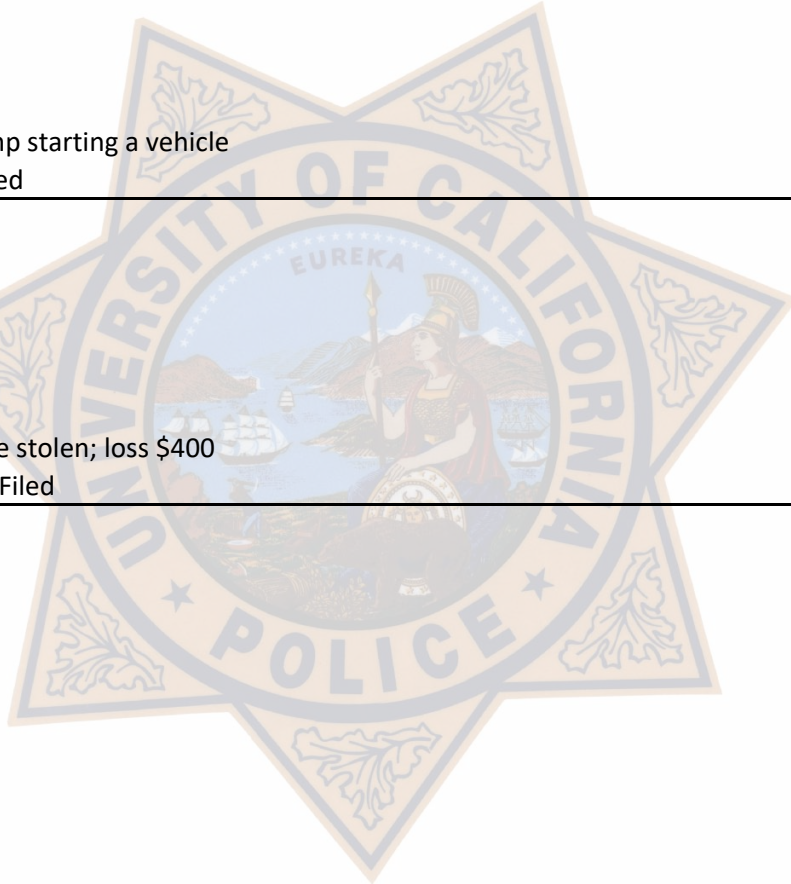 mp starting a vehicle
ed
UNIVERSITY OF CALIFORNIA
EUREKA
e stolen; loss $400
Filed
POLICE